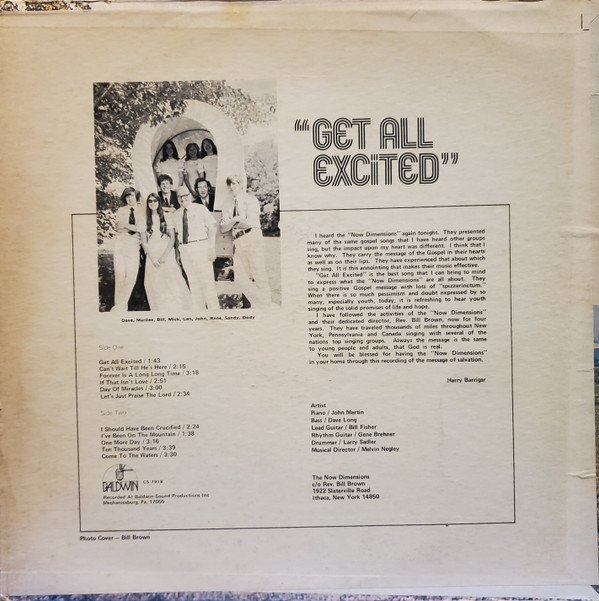 "GET ALL
EXCITED"
I heard the "Now Dimensions" again tonight. They presented
many of the same gospel songs that I have heard other groups
sing, but the impact upon my heart was different. I think that I
know why. They carry the message of the Gospel in their hearts
as well as on their lips. They have experienced that about which
they sing. It is this annointing that makes their music effective.
"Get All Excited" is the best song that I can bring to mind
to express what the "Now Dimensions" are all about. They
sing a positive Gospel message with lots of "spizzerinctum."
When there is so much pessimism and doubt expressed by so
many, especially youth, today, it is refreshing to hear youth
singing of the solid promises of life and hope.
I have followed the activities of the "Now Dimensions"
and their dedicated director, Rev. Bill Brown, now for four
years. They have traveled thousands of miles throughout New
York, Pennsylvania and Canada singing with several of the
nations top singing groups. Always the message is the same
to young people and adults, that God is real.
You will be blessed for having the "Now Dimensions"
in your home through this recording of the message of salvation.
Harry Barrigar
Dave, Munroe, Bill, Mick, Len, John, Rene, Sandy, Cindy
Side One
Get All Excited / 1:43
Can't Wait Till He's Here / 2:15
Forever Is A Long Long Time / 2:18
If That Isn't Love / 2:51
Day Of Miracles / 3:00
Let's Just Praise The Lord / 2:34
Side Two
I Should Have Been Crucified / 2:24
I've Been On The Mountain / 1:38
One More Day / 3:16
Ten Thousand Years / 3:39
Come To The Waters / 3:30
Artist
Piano / John Martin
Bass / Dave Long
Lead Guitar / Bill Fisher
Rhythm Guitar / Gene Brehner
Drummer / Larry Sadler
Musical Director / Melvin Negley
BALDWIN
CS 7914
Recorded At Baldwin Sound Productions Inc
Mechanicsburg, Pa. 17055
The Now Dimensions
c/o Rev. Bill Brown
1922 Slaterville Road
Ithaca, New York 14850
Photo Cover — Bill Brown